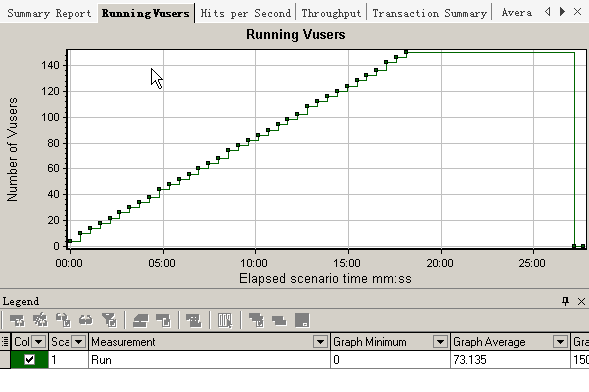 Summary Report Running Vusers Hits per Second Throughput Transaction Summary Avera
Running Vusers
Number of Vusers
140
120
100
80
60
40
20
0
00:00 05:00 10:00 15:00 20:00 25:00
Elapsed scenario time mm:ss
Legend
Col Sca Measurement Graph Minimum Graph Average Gra
1 Run 0 73.135 150